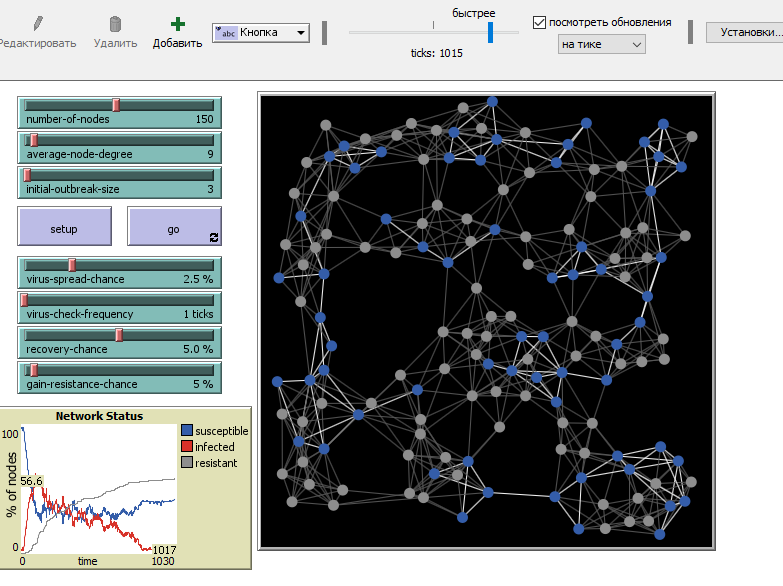 быстрее
Редактировать
Удалить
Добавить
abc Кнопка
ticks: 1015
посмотреть обновления
на тике
Установки...
number-of-nodes 150
average-node-degree 9
initial-outbreak-size 3
setup
go
virus-spread-chance 2.5 %
virus-check-frequency 1 ticks
recovery-chance 5.0 %
gain-resistance-chance 5 %
Network Status
100
% of nodes
0
56.6
1017
0
time
1030
susceptible
infected
resistant